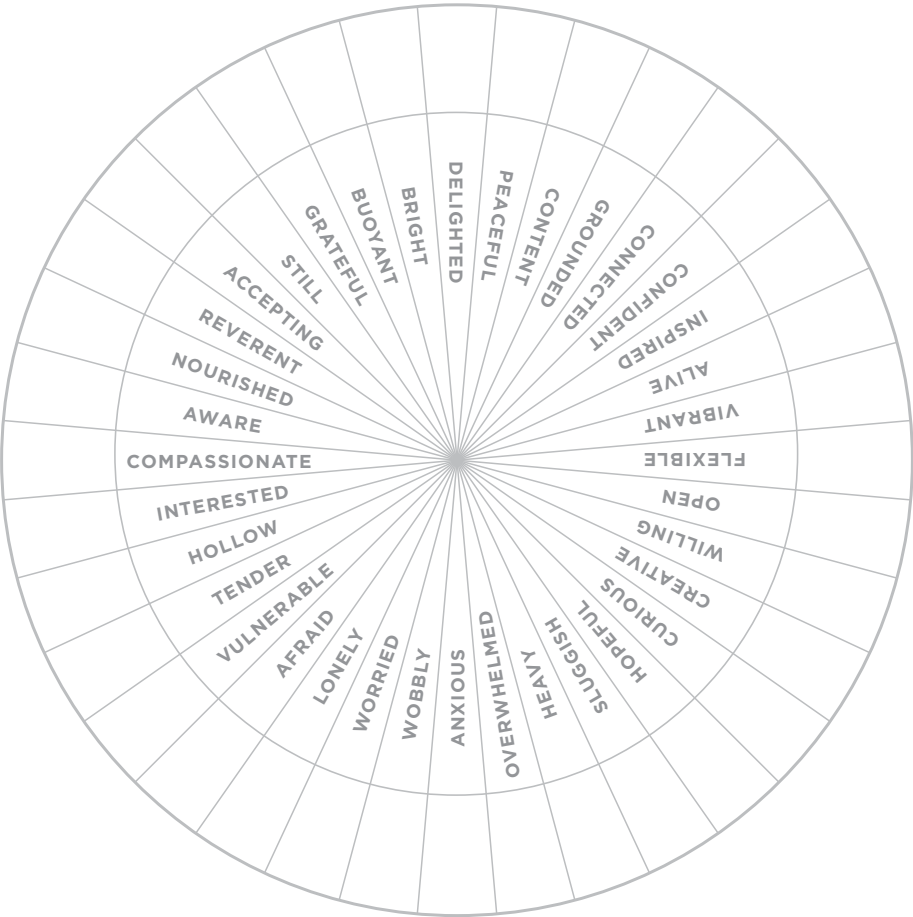 DELIGHTED
PEACEFUL
CONTENT
GROUNDED
CONNECTED
CONFIDENT
INSPIRED
ALIVE
VIBRANT
FLEXIBLE
OPEN
WILLING
CREATIVE
CURIOUS
HOPEFUL
SLUGGISH
HEAVY
OVERWHELMED
ANXIOUS
WOBBLY
WORRIED
LONELY
AFRAID
VULNERABLE
TENDER
HOLLOW
INTERESTED
COMPASSIONATE
AWARE
NOURISHED
REVERENT
ACCEPTING
STILL
GRATEFUL
BUOYANT
BRIGHT